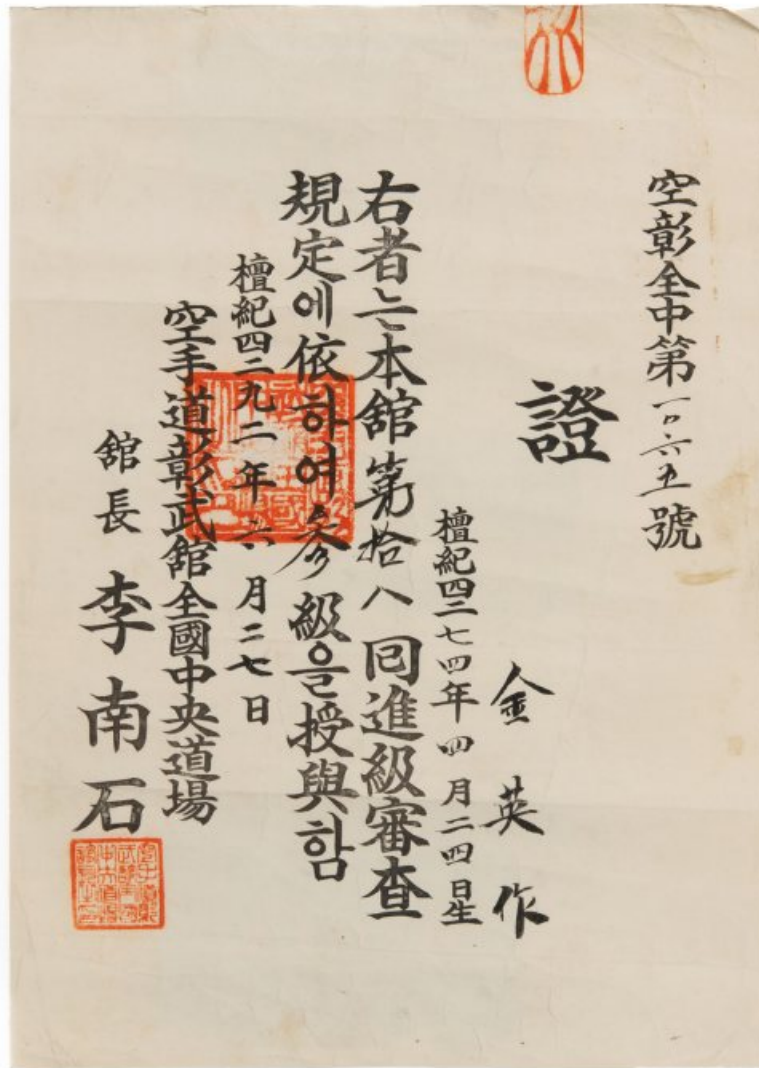 空彰全中第一〇六五號
證
金英作
檀紀四二七四年四月二四日生
右者는本舘第拾八回進級審査
規定에依하여參級을授與함
檀紀四二九二年六月二七日
空手道彰武舘全國中央道場
舘長 李南石